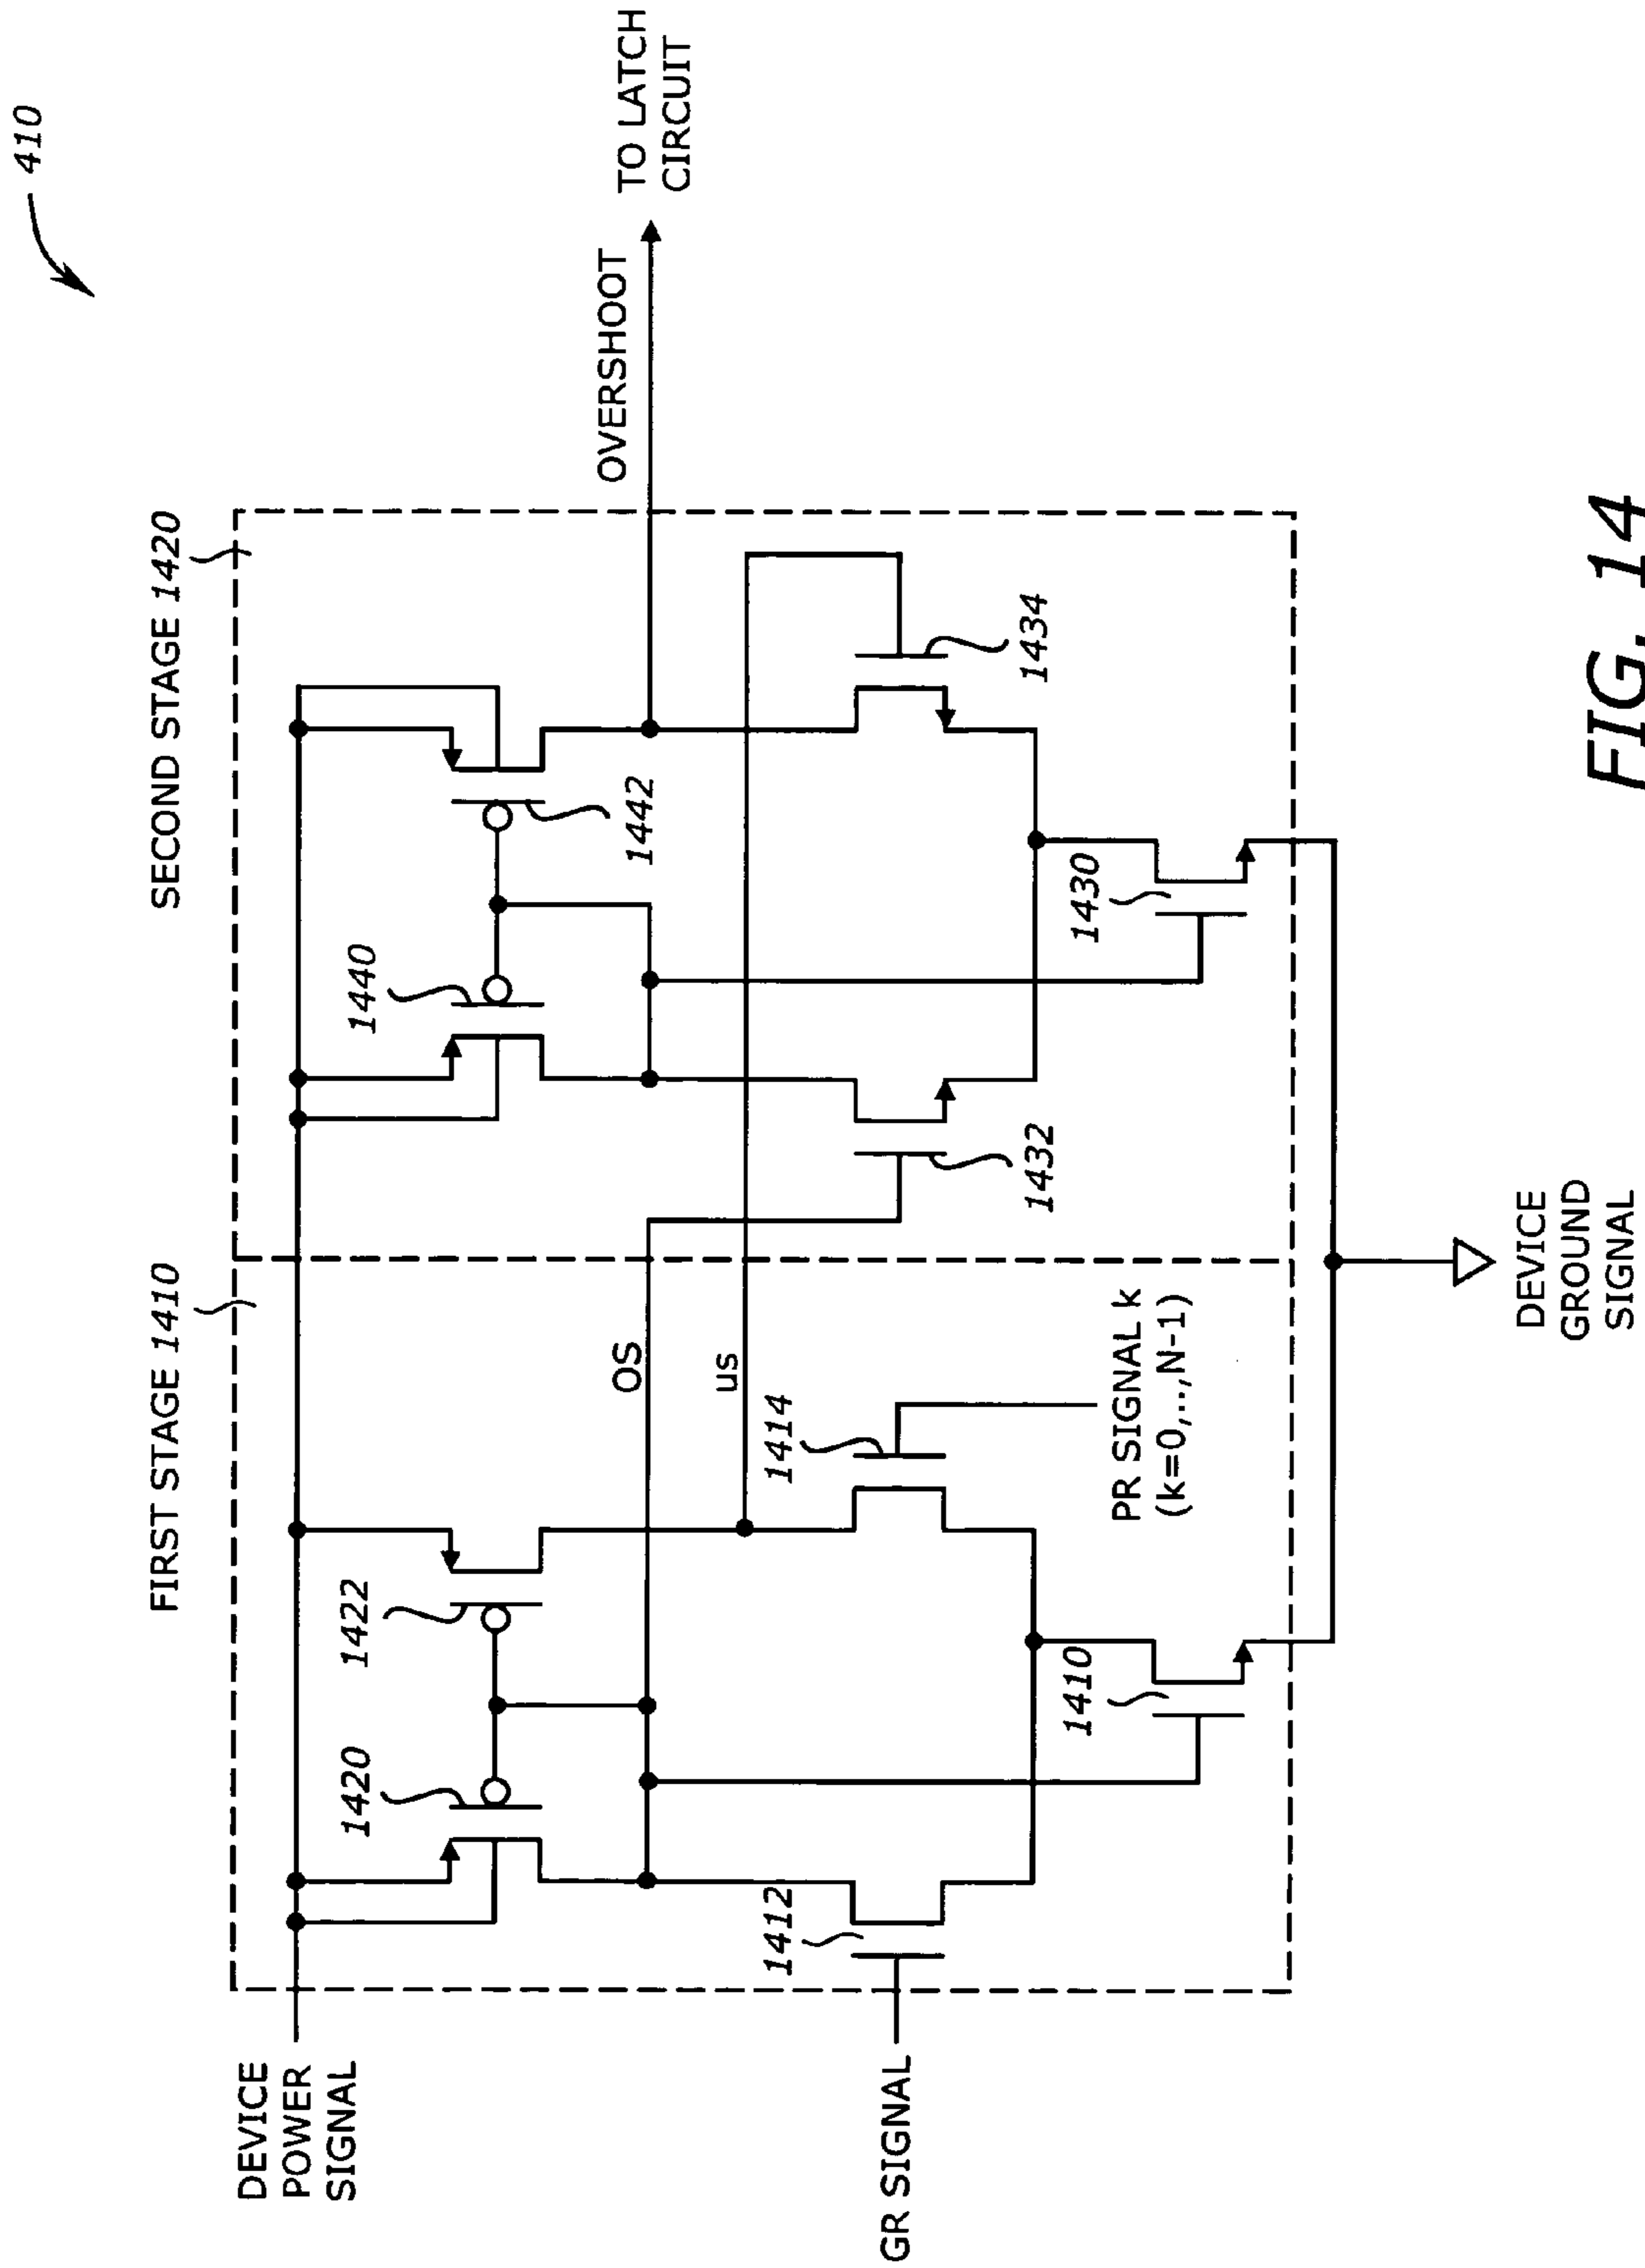 410
FIRST STAGE 1410
SECOND STAGE 1420
DEVICE
POWER
SIGNAL
1420
1422
1440
1442
OVERSHOOT
TO LATCH
CIRCUIT
OS
us
1412
1414
1432
1434
GR SIGNAL
PR SIGNAL k
(k=0,..,N-1)
1410
1430
DEVICE
GROUND
SIGNAL
FIG. 14